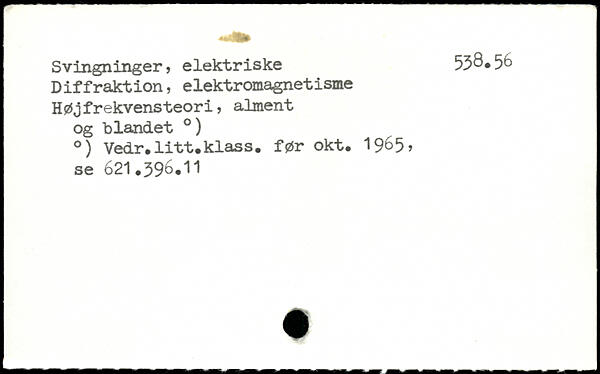 Svingninger, elektriske 538.56
Diffraktion, elektromagnetisme
Højfrekvensteori, alment
og blandet °)
°) Vedr.litt.klass. før okt. 1965,
se 621.396.11